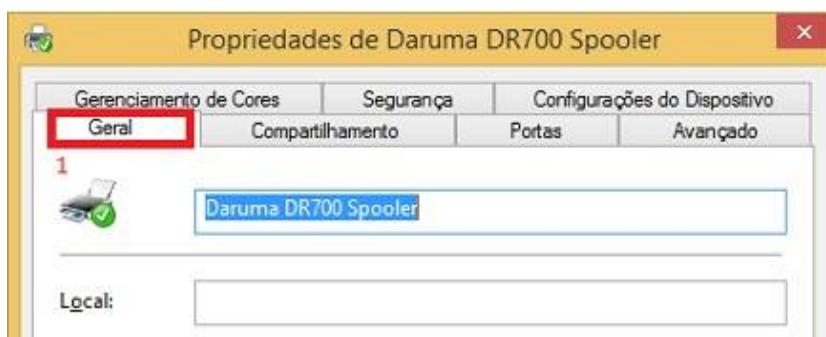 Propriedades de Daruma DR700 Spooler
Gerenciamento de Cores Segurança Configurações do Dispositivo
Geral Compartilhamento Portas Avançado
1
Daruma DR700 Spooler
Local: